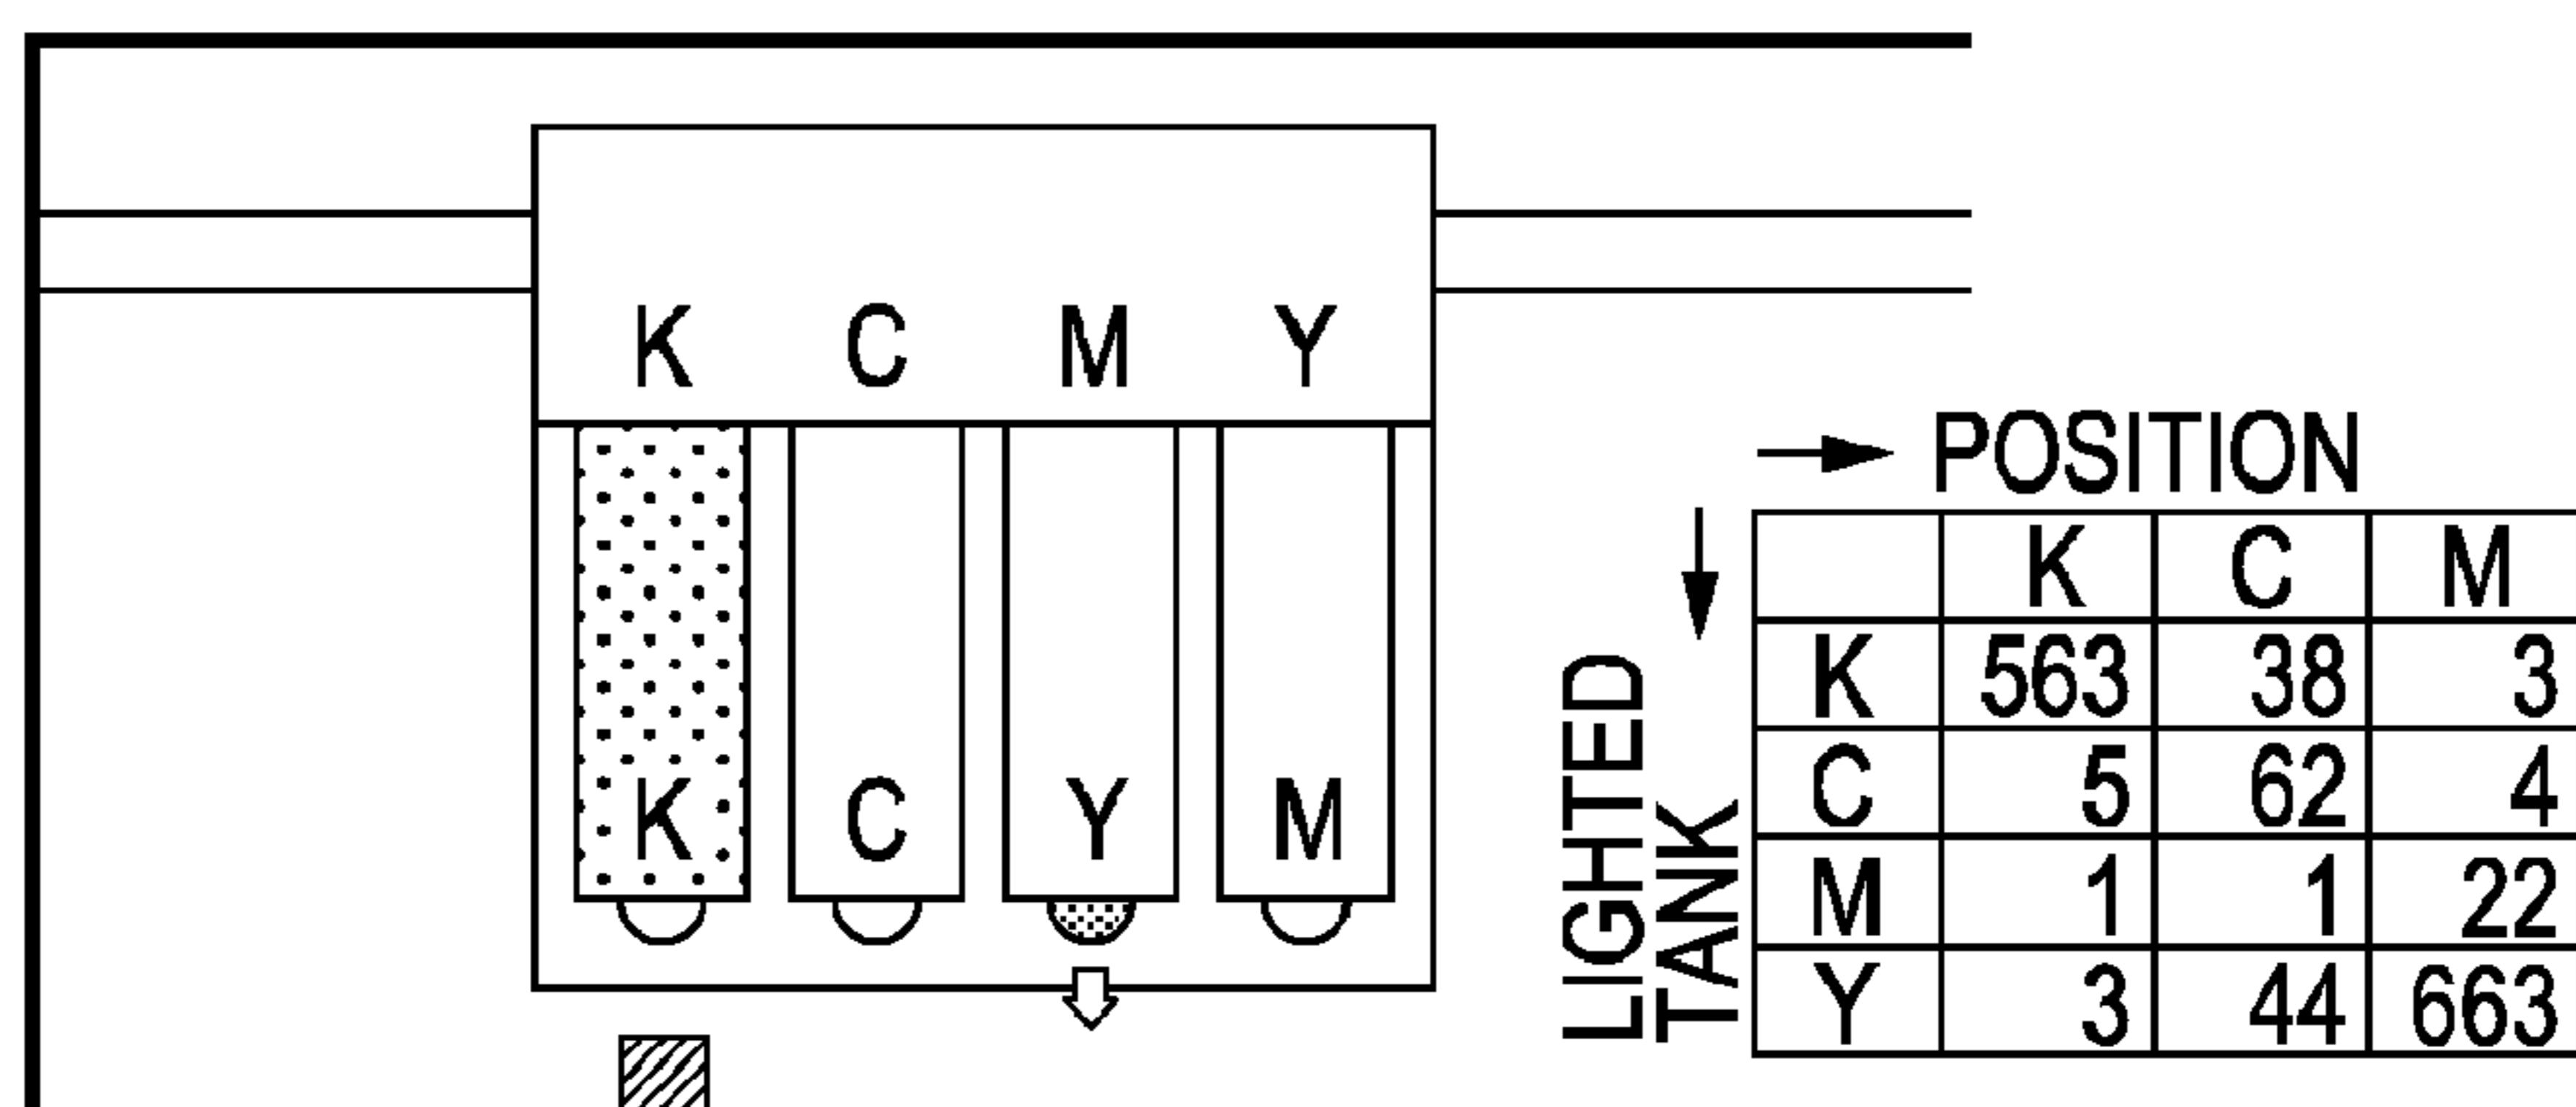 K C M Y
K C Y M
POSITION
LIGHTED
TANK
K C M
K 563 38 3
C 5 62 4
M 1 1 22
Y 3 44 663